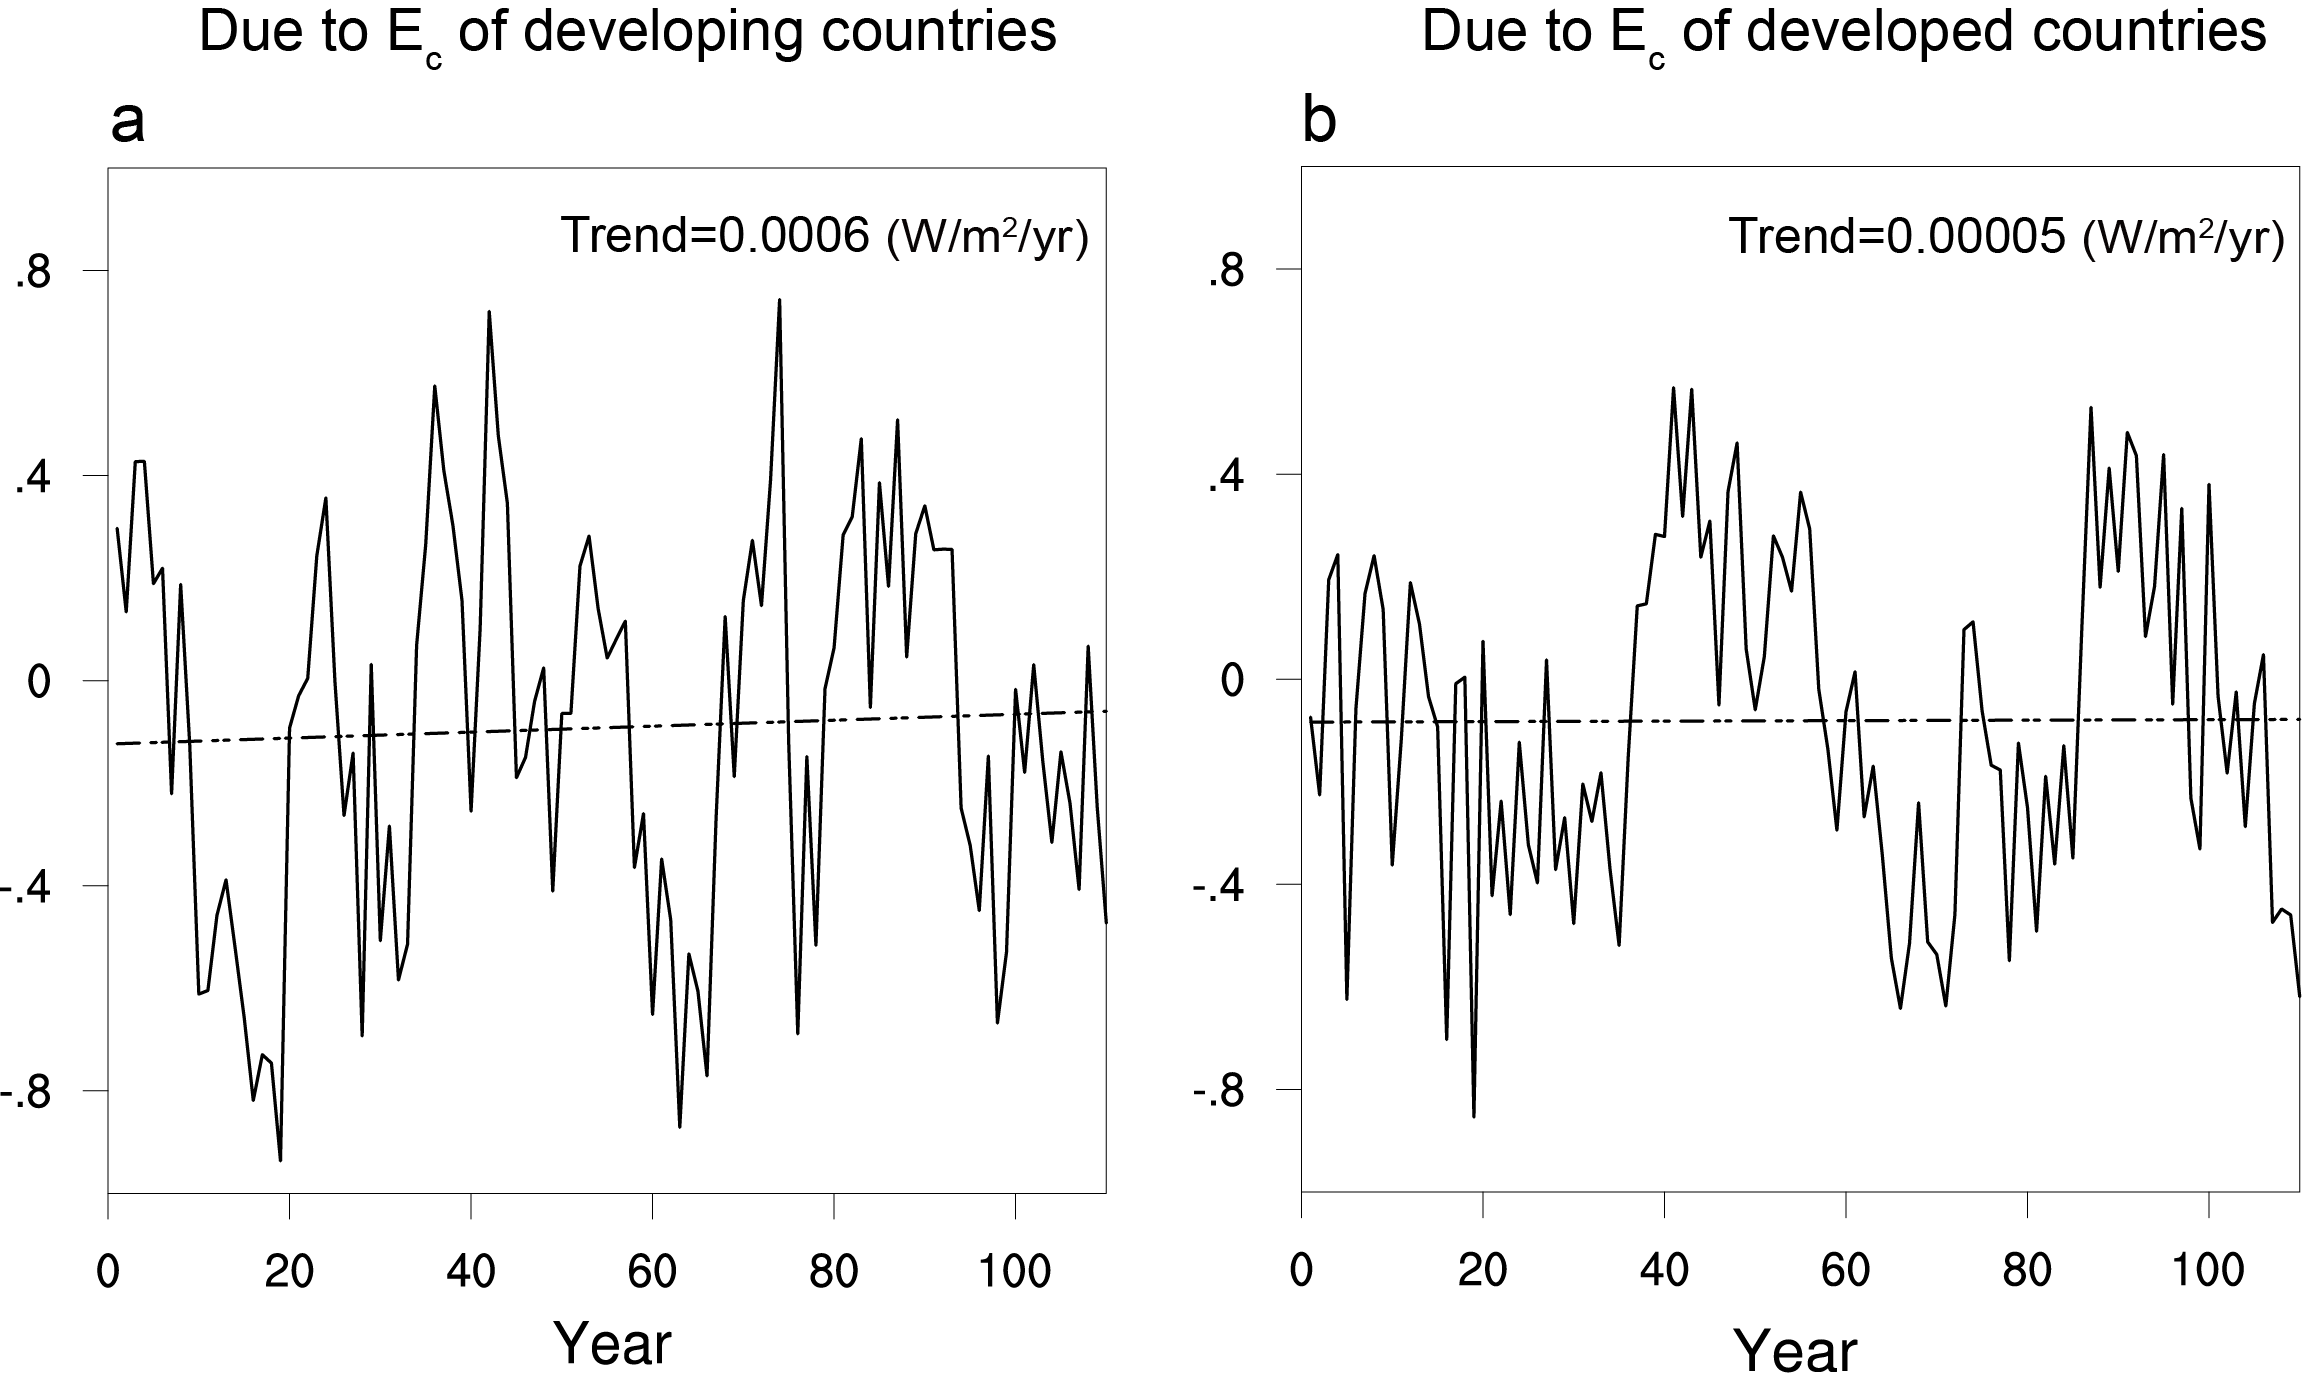 Due to Ec of developing countries
Due to Ec of developed countries
a
b
Trend=0.0006 (W/m²/yr)
Trend=0.00005 (W/m²/yr)
.8
.4
0
-.4
-.8
0 20 40 60 80 100
Year
.8
.4
0
-.4
-.8
0 20 40 60 80 100
Year